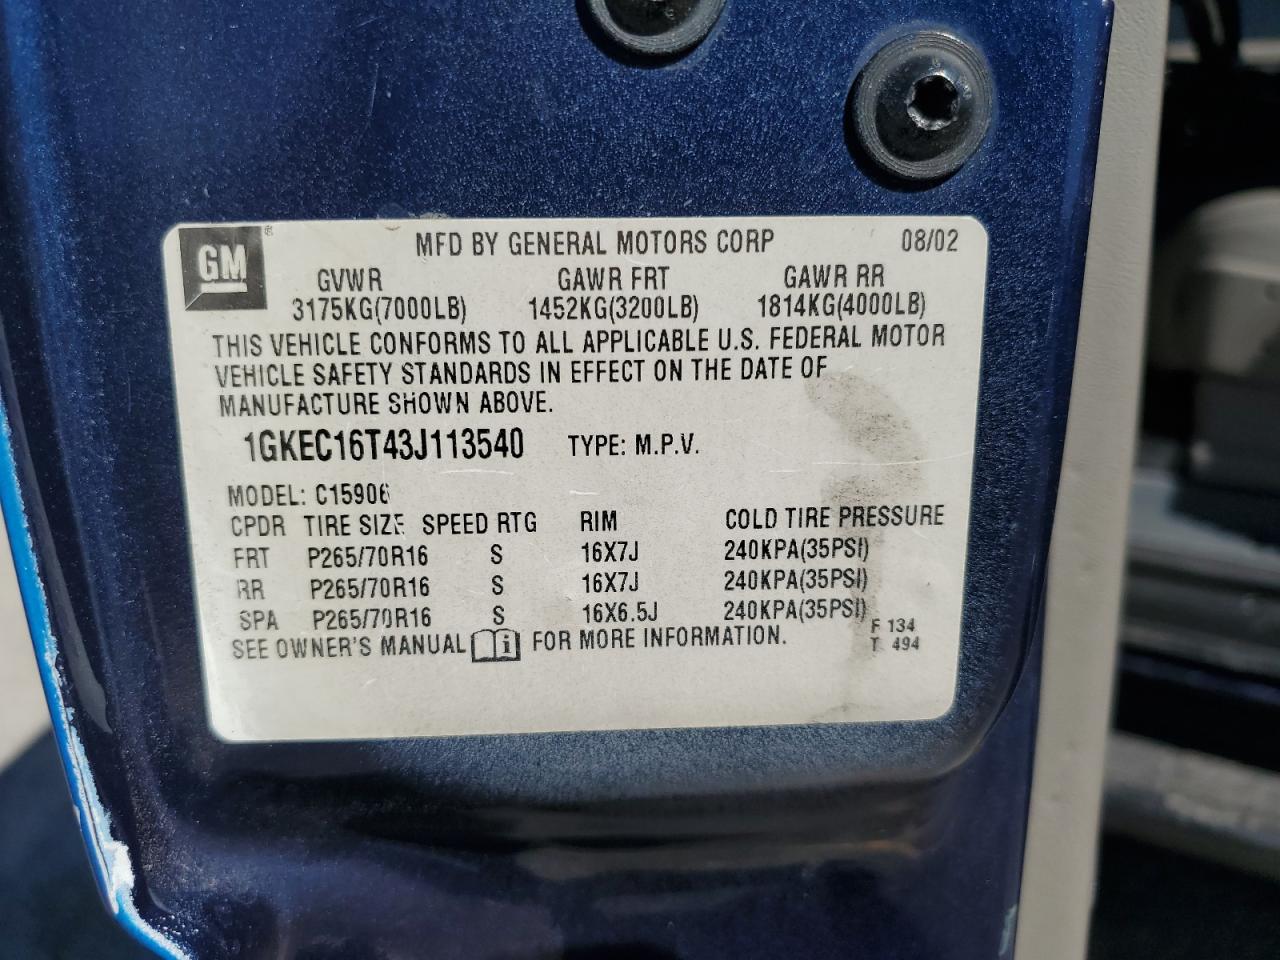 GM ® MFD BY GENERAL MOTORS CORP 08/02
GVWR GAWR FRT GAWR RR
3175KG(7000LB) 1452KG(3200LB) 1814KG(4000LB)
THIS VEHICLE CONFORMS TO ALL APPLICABLE U.S. FEDERAL MOTOR
VEHICLE SAFETY STANDARDS IN EFFECT ON THE DATE OF
MANUFACTURE SHOWN ABOVE.
1GKEC16T43J113540 TYPE: M.P.V.
MODEL: C15906
CPDR TIRE SIZE SPEED RTG RIM COLD TIRE PRESSURE
FRT P265/70R16 S 16X7J 240KPA(35PSI)
RR P265/70R16 S 16X7J 240KPA(35PSI)
SPA P265/70R16 S 16X6.5J 240KPA(35PSI)
SEE OWNER'S MANUAL FOR MORE INFORMATION.
F 134
T 494